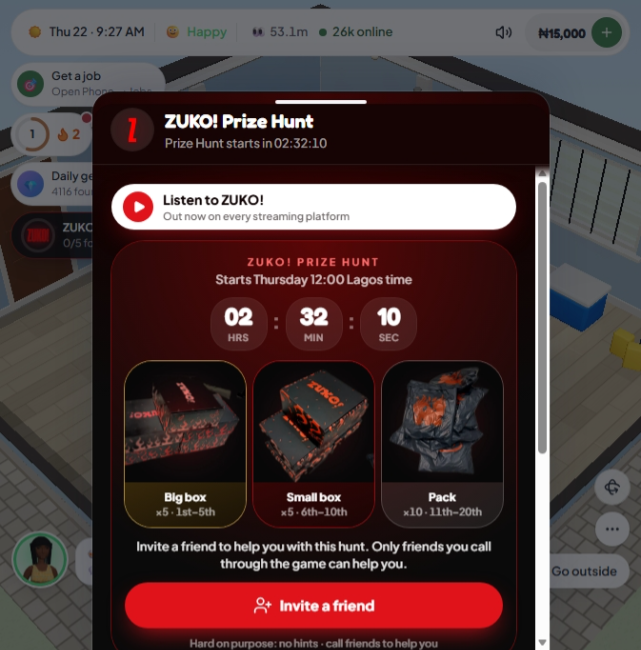 Thu 22 · 9:27 AM
Happy
53.1m
26k online
₦15,000
+
Get a job
Open Phone
Jobs
1
2
Daily ge
4116 fou
ZUKO
0/5 fo
ZUKO! Prize Hunt
Prize Hunt starts in 02:32:10
Listen to ZUKO!
Out now on every streaming platform
ZUKO! PRIZE HUNT
Starts Thursday 12:00 Lagos time
02 : 32 : 10
HRS MIN SEC
ZUKO!
ZUKO!
Big box Small box Pack
×5 · 1st–5th ×5 · 6th–10th ×10 · 11th–20th
Invite a friend to help you with this hunt. Only friends you call
through the game can help you.
Invite a friend
Hard on purpose: no hints · call friends to help you
Go outside